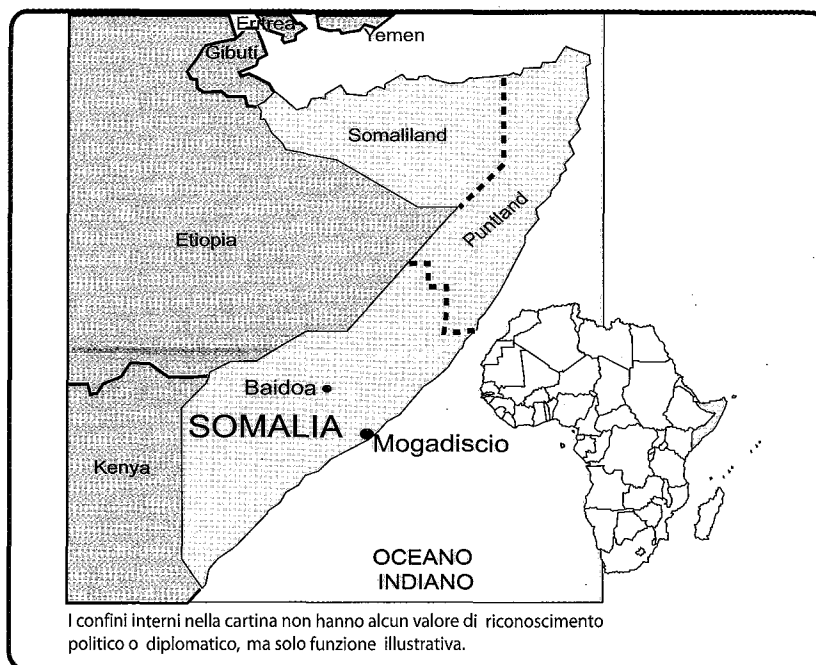 Eritrea
Yemen
Gibuti
Somaliland
Puntland
Etiopia
Baidoa
SOMALIA
Mogadiscio
Kenya
OCEANO
INDIANO
I confini interni nella cartina non hanno alcun valore di riconoscimento
politico o diplomatico, ma solo funzione illustrativa.